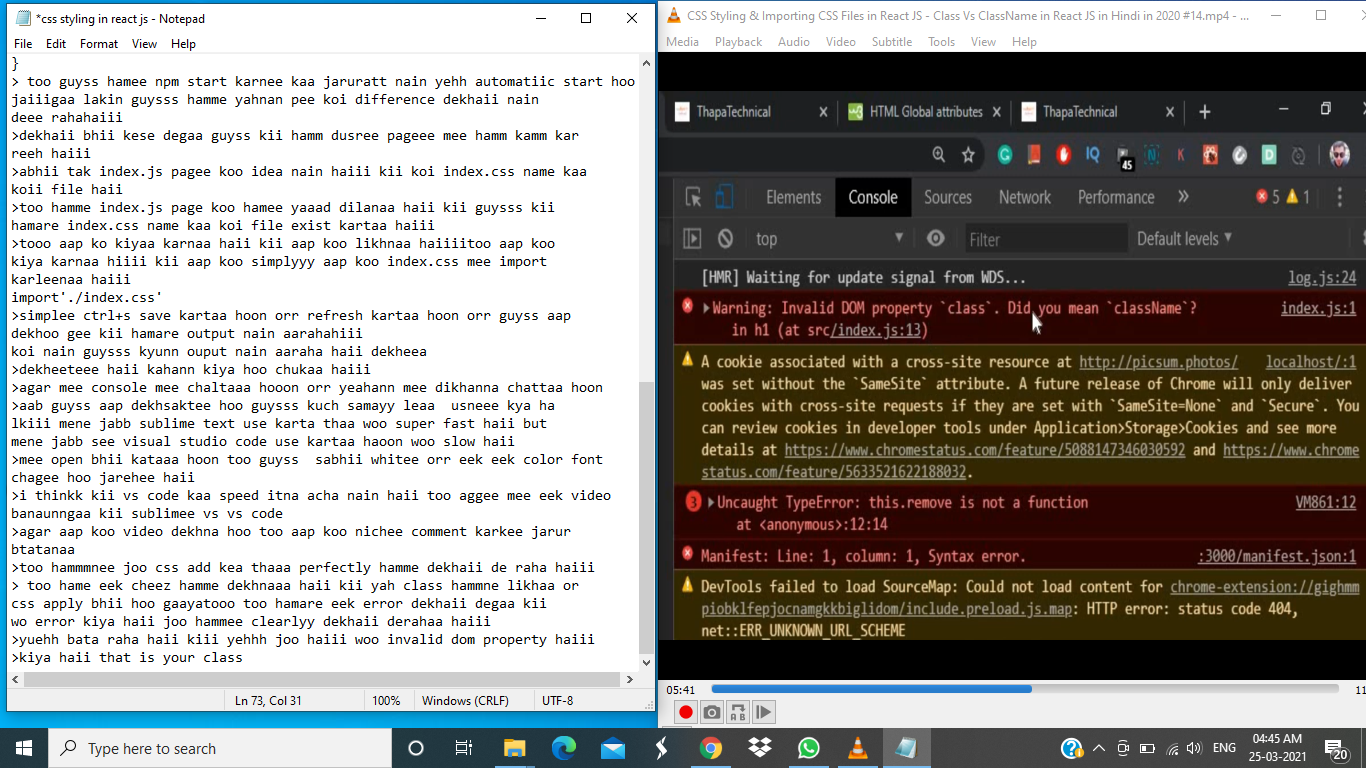 *css styling in react js - Notepad
File Edit Format View Help
}
> too guyss hamee npm start karnee kaa jaruratt nain yehh automatiic start hoo
jaiiigaa lakin guysss hamme yahnan pee koi difference dekhaii nain
deee rahahaiii
>dekhaii bhii kese degaa guyss kii hamm dusree pageee mee hamm kamm kar
reeh haiii
>abhii tak index.js pagee koo idea nain haiii kii koi index.css name kaa
koii file haii
>too hamme index.js page koo hamee yaaad dilanaa haii kii guysss kii
hamare index.css name kaa koi file exist kartaa haiii
>tooo aap ko kiyaa karnaa haii kii aap koo likhnaa haiiiitoo aap koo
kiya karnaa hiiii kii aap koo simplyyy aap koo index.css mee import
karleenaa haiii
import'./index.css'
>simplee ctrl+s save kartaa hoon orr refresh kartaa hoon orr guyss aap
dekhoo gee kii hamare output nain aarahahiii
koi nain guysss kyunn ouput nain aaraha haii dekheea
>dekheeteee haii kahann kiya hoo chukaa haiii
>agar mee console mee chaltaaa hooon orr yeahann mee dikhanna chattaa hoon
>aab guyss aap dekhsaktee hoo guysss kuch samayy leaa  usneee kya ha
lkiii mene jabb sublime text use karta thaa woo super fast haii but
mene jabb see visual studio code use kartaa haoon woo slow haii
>mee open bhii kataaa hoon too guyss  sabhii whitee orr eek eek color font
chagee hoo jarehee haii
>i thinkk kii vs code kaa speed itna acha nain haii too aggee mee eek video
banaunngaa kii sublimee vs vs code
>agar aap koo video dekhna hoo too aap koo nichee comment karkee jarur
btatanaa
>too hammmnee joo css add kea thaaa perfectly hamme dekhaii de raha haiii
> too hame eek cheez hamme dekhnaaa haii kii yah class hammne likhaa or
css apply bhii hoo gaayatooo too hamare eek error dekhaii degaa kii
wo error kiya haii joo hammee clearlyy dekhaii derahaa haiii
>yuehh bata raha haii kiii yehhh joo haiii woo invalid dom property haiii
>kiya haii that is your class
Ln 73, Col 31 100% Windows (CRLF) UTF-8
CSS Styling & Importing CSS Files in React JS - Class Vs ClassName in React JS in Hindi in 2020 #14.mp4 - ...
Media Playback Audio Video Subtitle Tools View Help
ThapaTechnical HTML Global attributes ThapaTechnical
IQ 45 N K D
Elements Console Sources Network Performance 5 1
top Filter Default levels
[HMR] Waiting for update signal from WDS... log.js:24
Warning: Invalid DOM property `class`. Did you mean `className`? index.js:1
in h1 (at src/index.js:13)
A cookie associated with a cross-site resource at http://picsum.photos/ localhost/:1
was set without the `SameSite` attribute. A future release of Chrome will only deliver
cookies with cross-site requests if they are set with `SameSite=None` and `Secure`. You
can review cookies in developer tools under Application>Storage>Cookies and see more
details at https://www.chromestatus.com/feature/5088147346030592 and https://www.chrome
status.com/feature/5633521622188032.
3 Uncaught TypeError: this.remove is not a function VM861:12
at <anonymous>:12:14
Manifest: Line: 1, column: 1, Syntax error. :3000/manifest.json:1
DevTools failed to load SourceMap: Could not load content for chrome-extension://gighmm
piobklfepjocnamgkkbiglidom/include.preload.js.map: HTTP error: status code 404,
net::ERR_UNKNOWN_URL_SCHEME
05:41
Type here to search
ENG
04:45 AM
25-03-2021
20